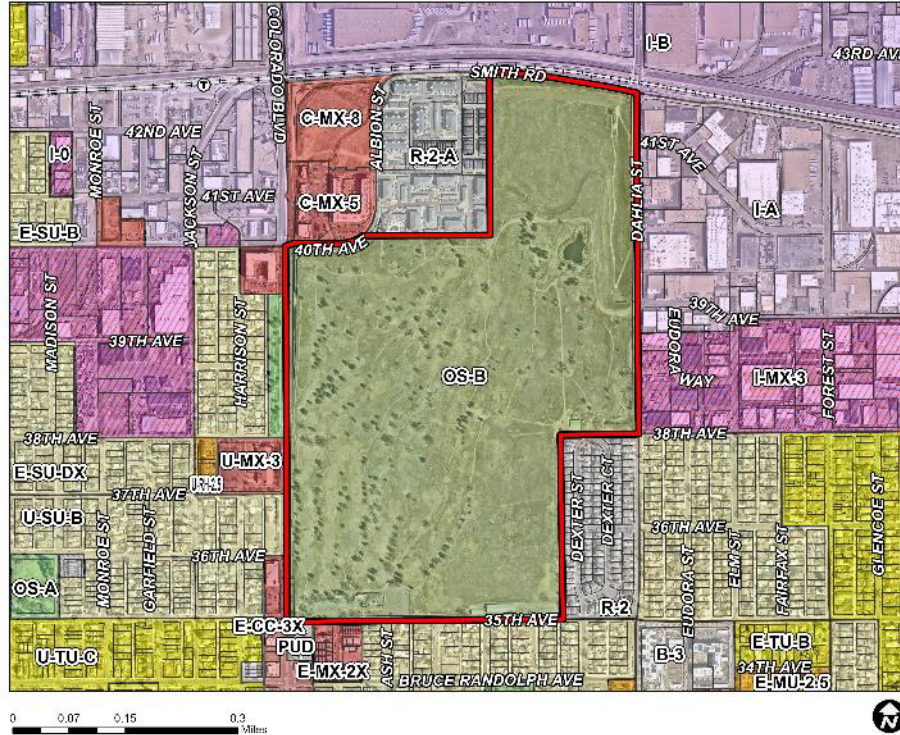 COLORADO BLVD
I-B
43RD AVE
SMITH RD
T
C-MX-8
ALBION ST
MONROE ST
42ND AVE
I-0
R-2-A
41ST AVE
JACKSON ST
41ST AVE
C-MX-5
DAHLIA ST
I-A
E-SU-B
40TH AVE
MADISON ST
39TH AVE
HARRISON ST
39TH AVE
EUDORA
WAY
OS-B
I-MX-3
FOREST ST
38TH AVE
38TH AVE
E-SU-DX
U-MX-3
U-RH-2.5
37TH AVE
U-SU-B
MONROE ST
GARFIELD ST
36TH AVE
DEXTER ST
DEXTER CT
36TH AVE
EUDORA ST
ELM ST
FAIRFAX ST
GLENCOE ST
OS-A
R-2
E-CC-3X
35TH AVE
U-TU-C
PUD
E-MX-2X
ASH ST
B-3
E-TU-B
34TH AVE
BRUCE RANDOLPH AVE
E-MU-2.5
0 0.07 0.15 0.3
Miles
N